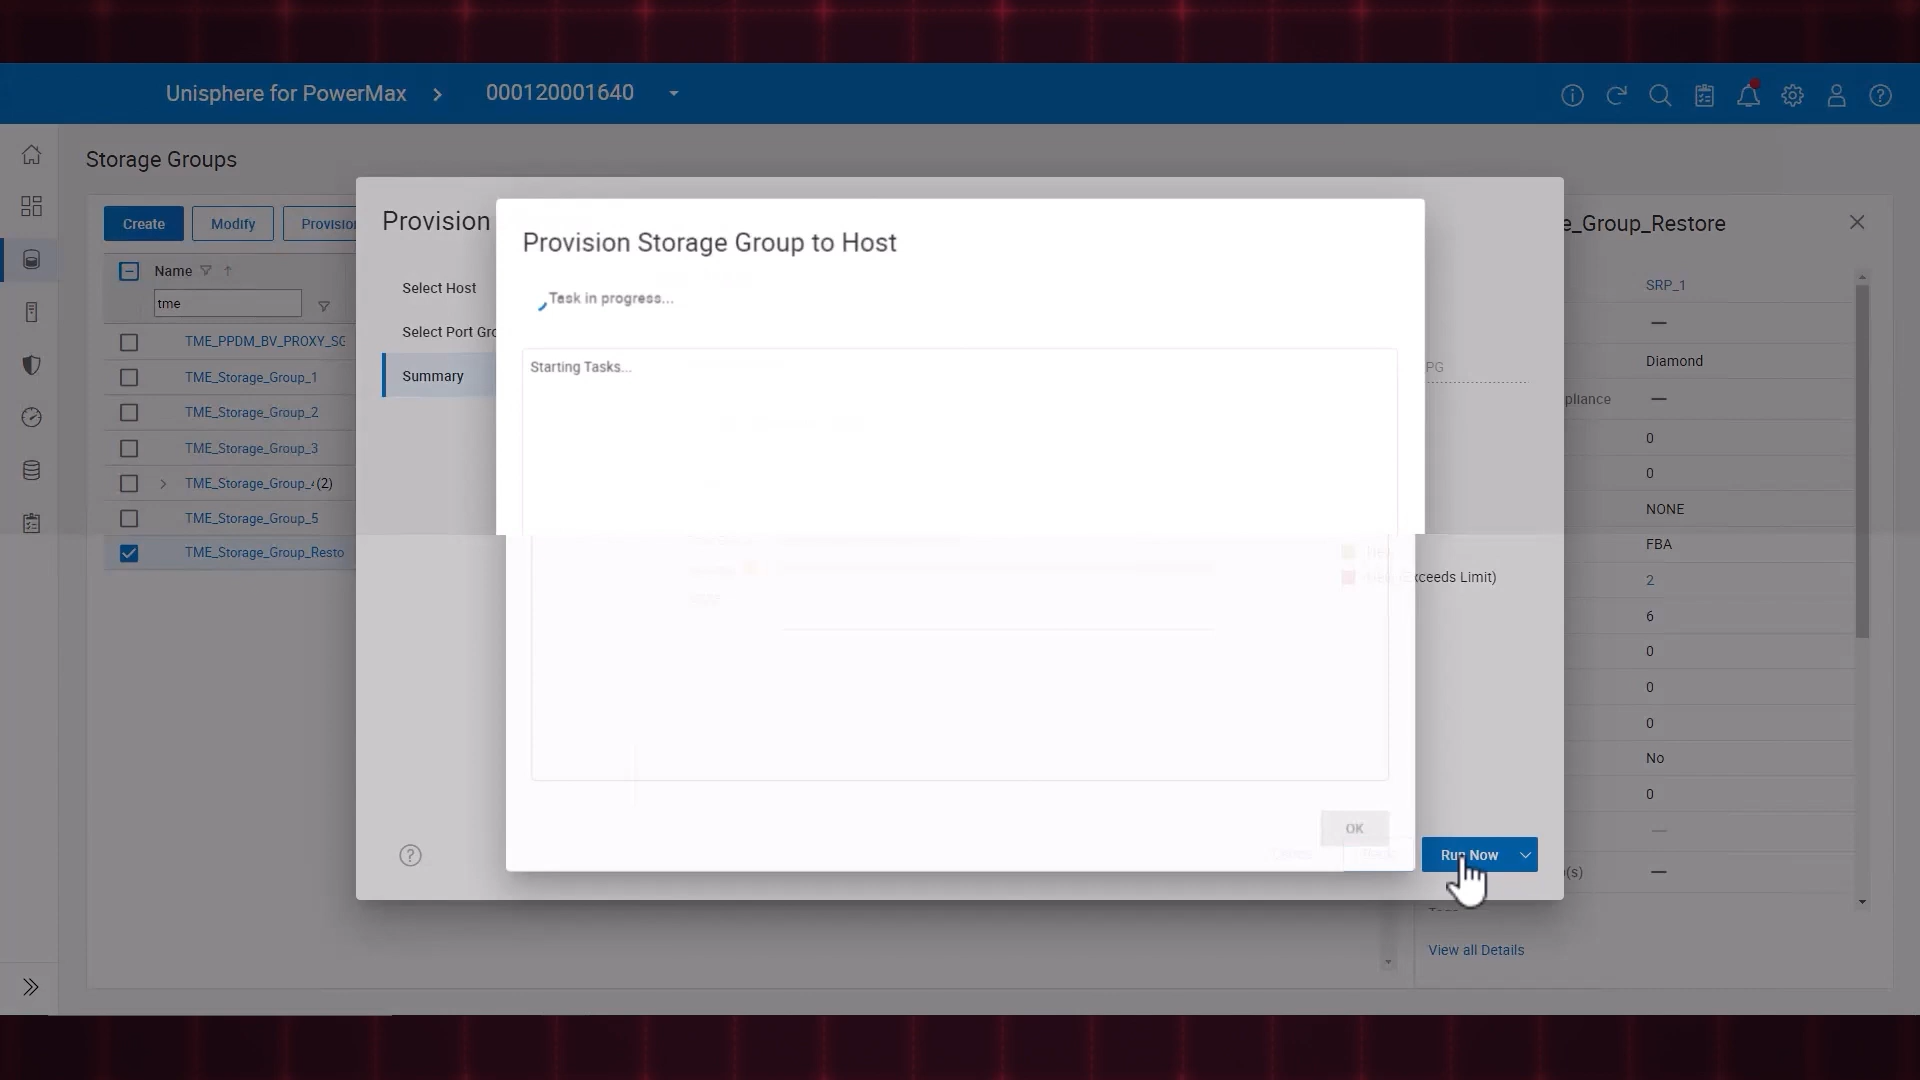 Unisphere for PowerMax
000120001640
Storage Groups
Create
Modify
Provision
Name
tme
TME_PPDM_BV_PROXY_SG
TME_Storage_Group_1
TME_Storage_Group_2
TME_Storage_Group_3
TME_Storage_Group_
(2)
TME_Storage_Group_5
TME_Storage_Group_Resto
Provision
Select Host
Select Port Gro
Summary
Provision Storage Group to Host
Task in progress...
Starting Tasks...
OK
PG
Exceeds Limit)
Run Now
e_Group_Restore
SRP_1
—
Diamond
pliance
—
0
0
NONE
FBA
2
6
0
0
0
No
0
—
(s)
—
View all Details